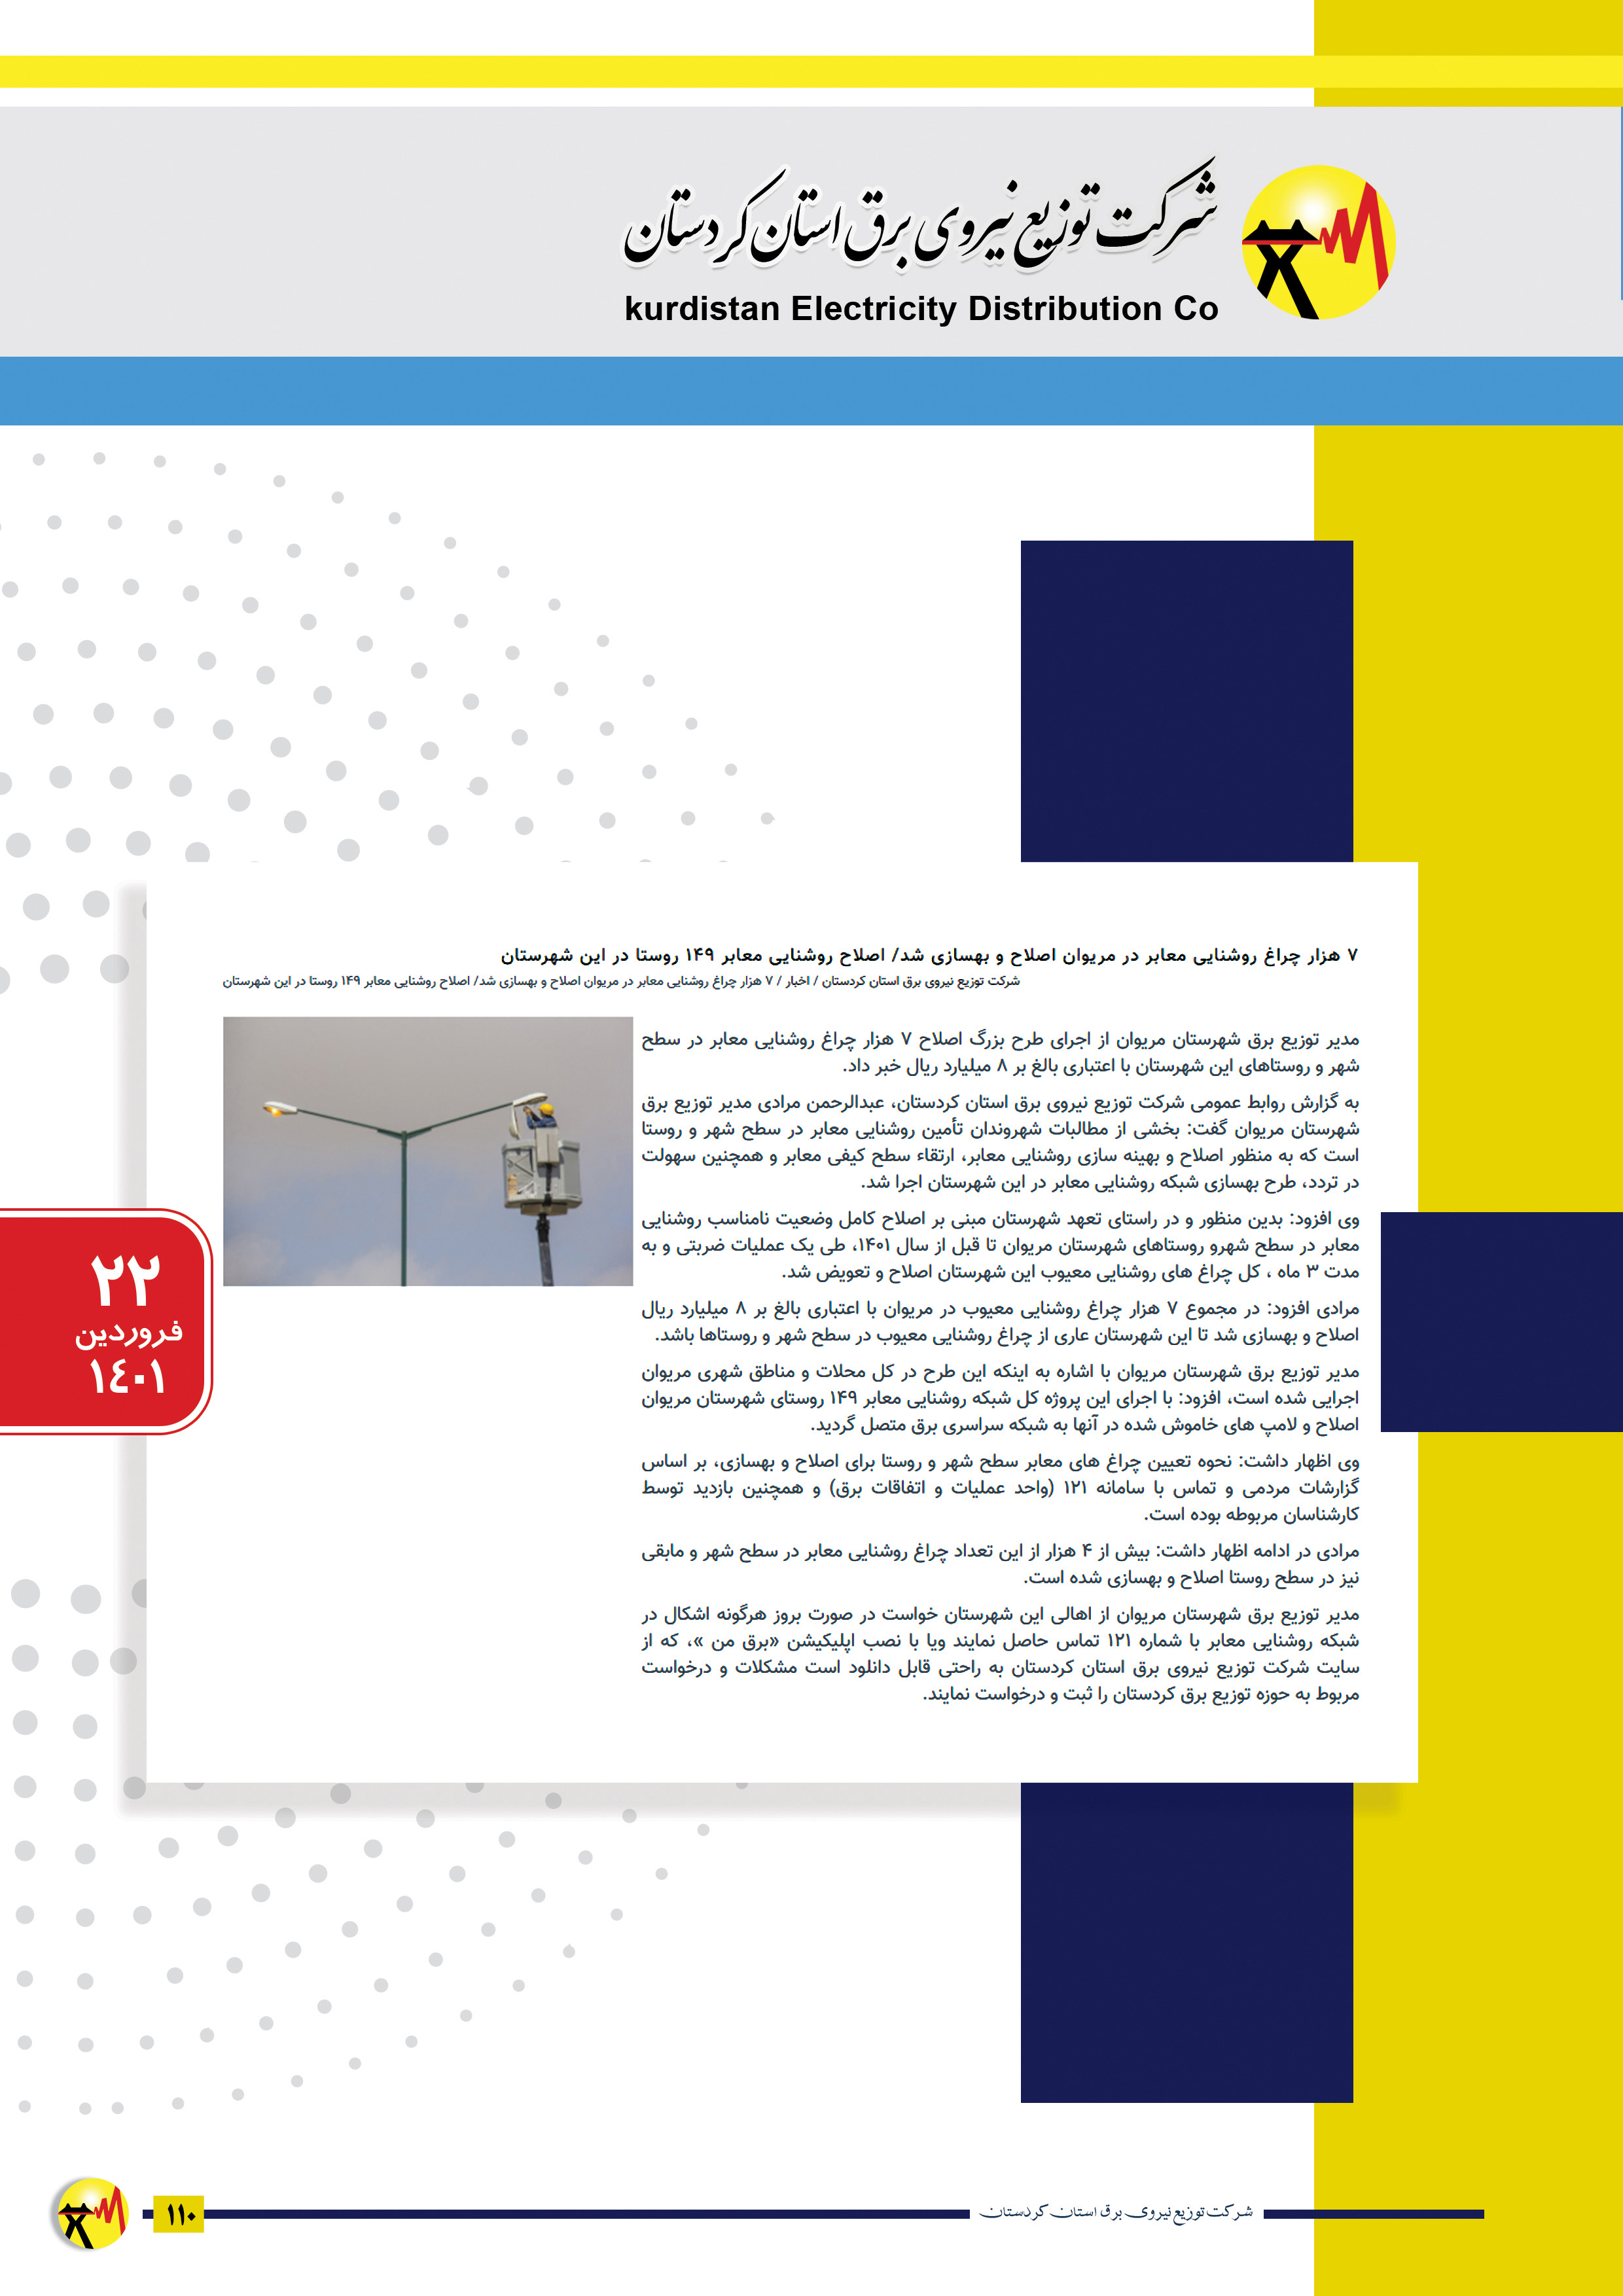 شرکت توزیع نیروی برق استان کردستان
kurdistan Electricity Distribution Co
۷ هزار چراغ روشنایی معابر در مریوان اصلاح و بهسازی شد/ اصلاح روشنایی معابر ۱۴۹ روستا در این شهرستان
شرکت توزیع نیروی برق استان کردستان / اخبار / ۷ هزار چراغ روشنایی معابر در مریوان اصلاح و بهسازی شد/ اصلاح روشنایی معابر ۱۴۹ روستا در این شهرستان
مدیر توزیع برق شهرستان مریوان از اجرای طرح بزرگ اصلاح ۷ هزار چراغ روشنایی معابر در سطح
شهر و روستاهای این شهرستان با اعتباری بالغ بر ۸ میلیارد ریال خبر داد.
به گزارش روابط عمومی شرکت توزیع نیروی برق استان کردستان، عبدالرحمن مرادی مدیر توزیع برق
شهرستان مریوان گفت: بخشی از مطالبات شهروندان تأمین روشنایی معابر در سطح شهر و روستا
است که به منظور اصلاح و بهینه سازی روشنایی معابر، ارتقاء سطح کیفی معابر و همچنین سهولت
در تردد، طرح بهسازی شبکه روشنایی معابر در این شهرستان اجرا شد.
وی افزود: بدین منظور و در راستای تعهد شهرستان مبنی بر اصلاح کامل وضعیت نامناسب روشنایی
معابر در سطح شهرو روستاهای شهرستان مریوان تا قبل از سال ۱۴۰۱، طی یک عملیات ضربتی و به
مدت ۳ ماه ، کل چراغ های روشنایی معیوب این شهرستان اصلاح و تعویض شد.
مرادی افزود: در مجموع ۷ هزار چراغ روشنایی معیوب در مریوان با اعتباری بالغ بر ۸ میلیارد ریال
اصلاح و بهسازی شد تا این شهرستان عاری از چراغ روشنایی معیوب در سطح شهر و روستاها باشد.
مدیر توزیع برق شهرستان مریوان با اشاره به اینکه این طرح در کل محلات و مناطق شهری مریوان
اجرایی شده است، افزود: با اجرای این پروژه کل شبکه روشنایی معابر ۱۴۹ روستای شهرستان مریوان
اصلاح و لامپ های خاموش شده در آنها به شبکه سراسری برق متصل گردید.
وی اظهار داشت: نحوه تعیین چراغ های معابر سطح شهر و روستا برای اصلاح و بهسازی، بر اساس
گزارشات مردمی و تماس با سامانه ۱۲۱ (واحد عملیات و اتفاقات برق) و همچنین بازدید توسط
کارشناسان مربوطه بوده است.
مرادی در ادامه اظهار داشت: بیش از ۴ هزار از این تعداد چراغ روشنایی معابر در سطح شهر و مابقی
نیز در سطح روستا اصلاح و بهسازی شده است.
مدیر توزیع برق شهرستان مریوان از اهالی این شهرستان خواست در صورت بروز هرگونه اشکال در
شبکه روشنایی معابر با شماره ۱۲۱ تماس حاصل نمایند ویا با نصب اپلیکیشن «برق من »، که از
سایت شرکت توزیع نیروی برق استان کردستان به راحتی قابل دانلود است مشکلات و درخواست
مربوط به حوزه توزیع برق کردستان را ثبت و درخواست نمایند.
۲۲
فروردین
١٤٠١
شرکت توزیع نیروی برق استان کردستان
۱۱۰